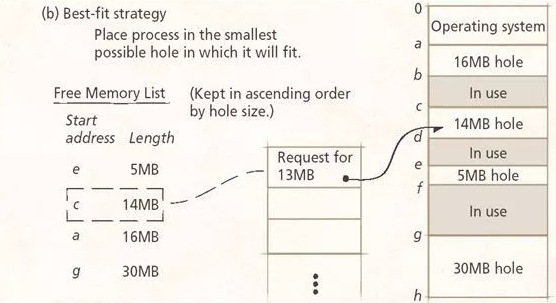 (b) Best-fit strategy
Place process in the smallest
possible hole in which it will fit.
Free Memory List
(Kept in ascending order
by hole size.)
Start
address Length
e 5MB
c 14MB
a 16MB
g 30MB
Request for
13MB
0
Operating system
a
16MB hole
b
In use
c
14MB hole
d
In use
e
5MB hole
f
In use
g
30MB hole
h